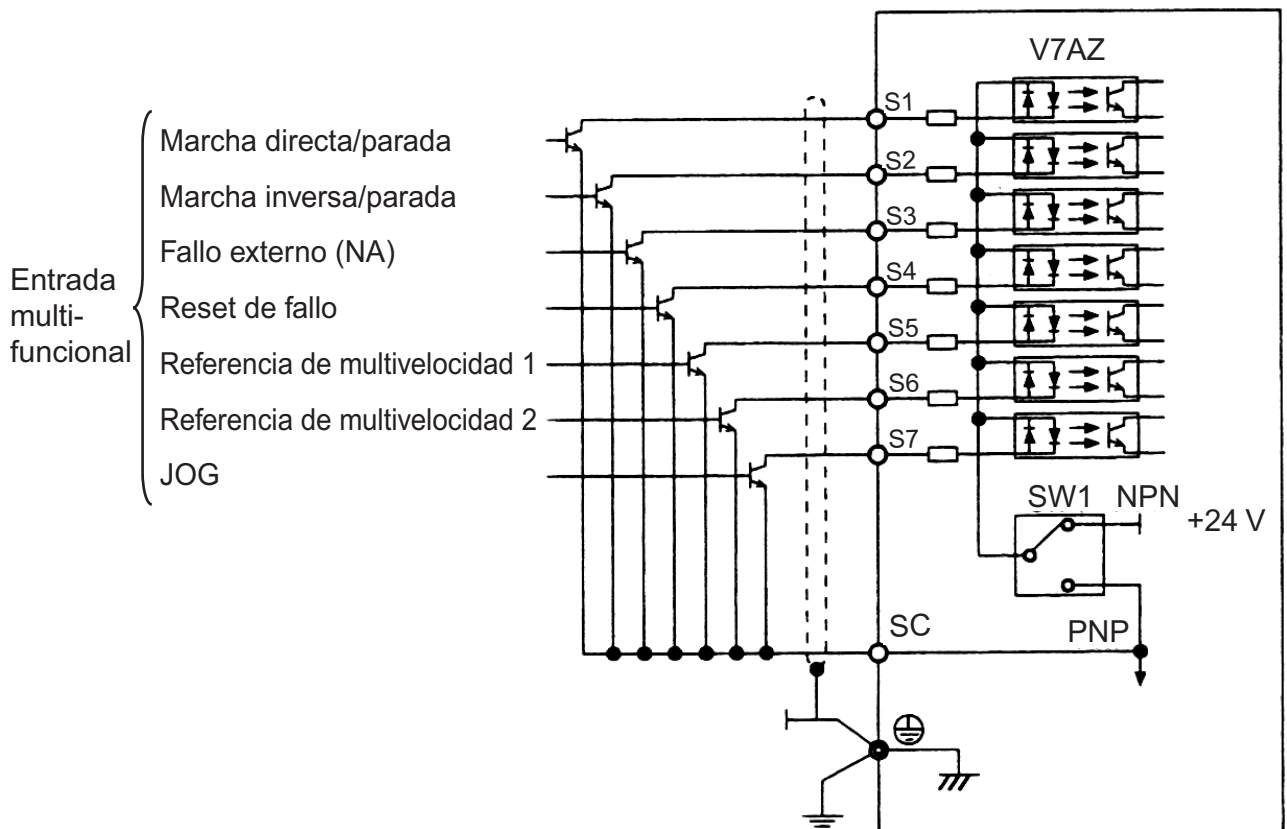 V7AZ
Entrada
multi-
funcional
Marcha directa/parada
Marcha inversa/parada
Fallo externo (NA)
Reset de fallo
Referencia de multivelocidad 1
Referencia de multivelocidad 2
JOG
S1
S2
S3
S4
S5
S6
S7
SW1 NPN
+24 V
SC
PNP